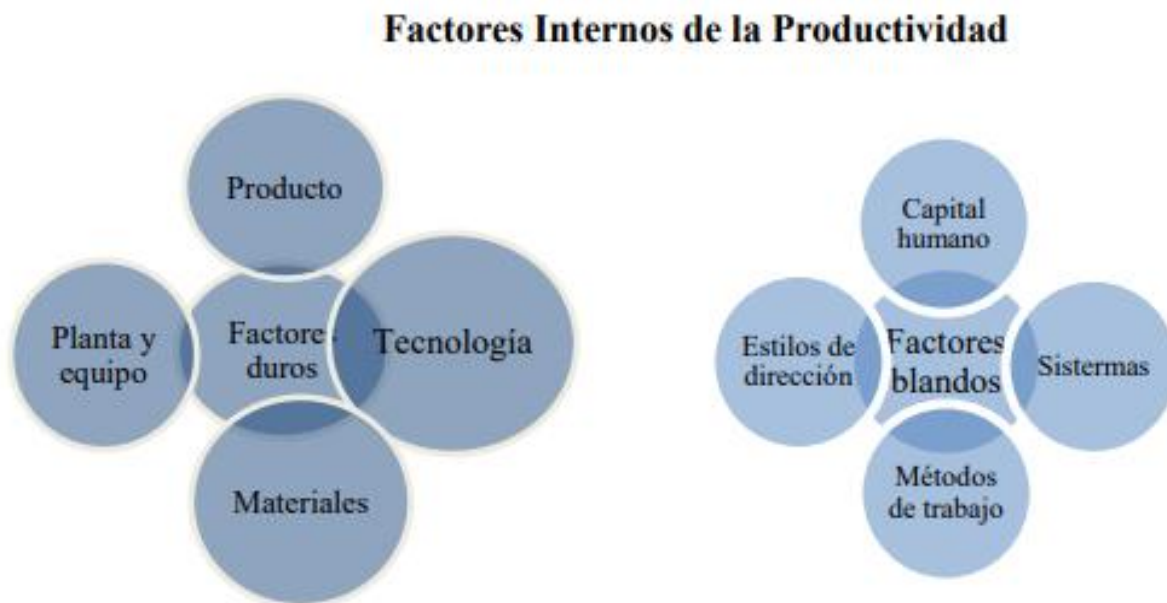 Factores Internos de la Productividad
Producto
Planta y
equipo
Factores
duros
Tecnología
Materiales
Capital
humano
Estilos de
dirección
Factores
blandos
Sistermas
Métodos
de trabajo